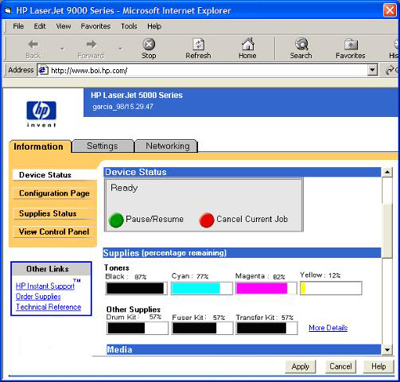 HP LaserJet 9000 Series - Microsoft Internet Explorer
File Edit View Favorites Tools Help
Back Forward Stop Refresh Home Search Favorites His
Address http://www.boi.hp.com/
HP LaserJet 5000 Series
garcia_98/15.29.47
hp
invent
Information Settings Networking
Device Status
Configuration Page
Supplies Status
View Control Panel
Other Links
HP Instant Support™
Order Supplies
Technical Reference
Device Status
Ready
Pause/Resume Cancel Current Job
Supplies (percentage remaining)
Toners
Black : 87% Cyan : 77% Magenta : 82% Yellow : 12%
Other Supplies
Drum Kit : 57% Fuser Kit : 57% Transfer Kit : 57% More Details
Media
Apply Cancel Help